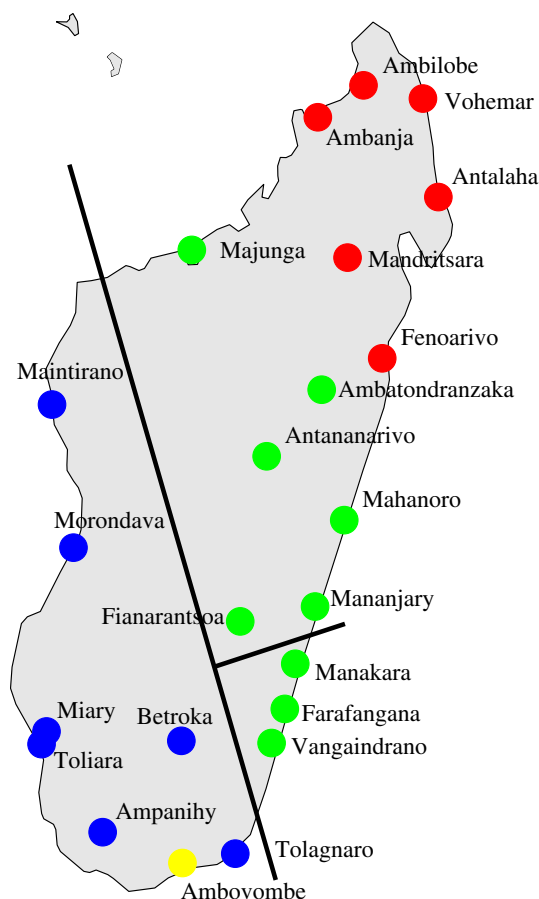 Ambilobe
Vohemar
Ambanja
Antalaha
Majunga
Mandritsara
Fenoarivo
Maintirano
Ambatondranzaka
Antananarivo
Mahanoro
Morondava
Mananjary
Fianarantsoa
Manakara
Miary
Betroka
Farafangana
Vangaindrano
Toliara
Ampanihy
Tolagnaro
Ambovombe